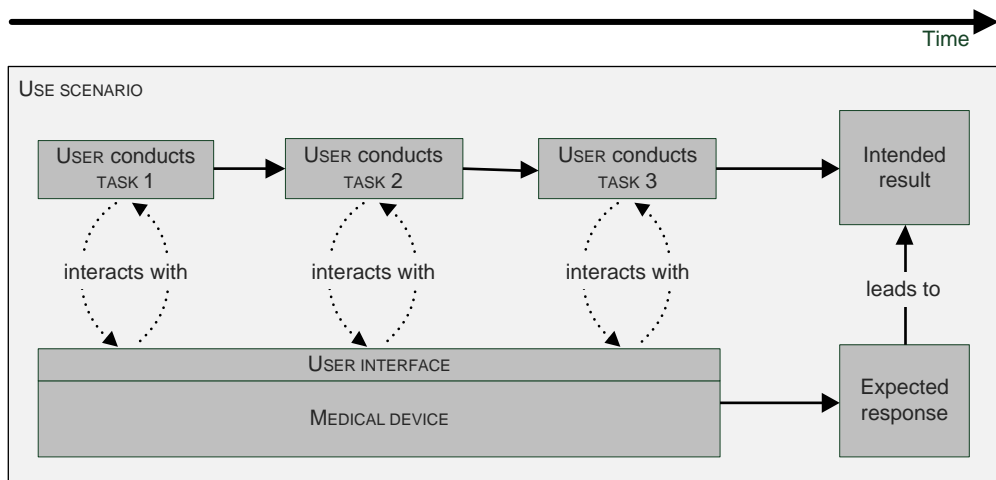 Time
USE SCENARIO
USER conducts
TASK 1
USER conducts
TASK 2
USER conducts
TASK 3
Intended
result
interacts with
interacts with
interacts with
leads to
USER INTERFACE
MEDICAL DEVICE
Expected
response